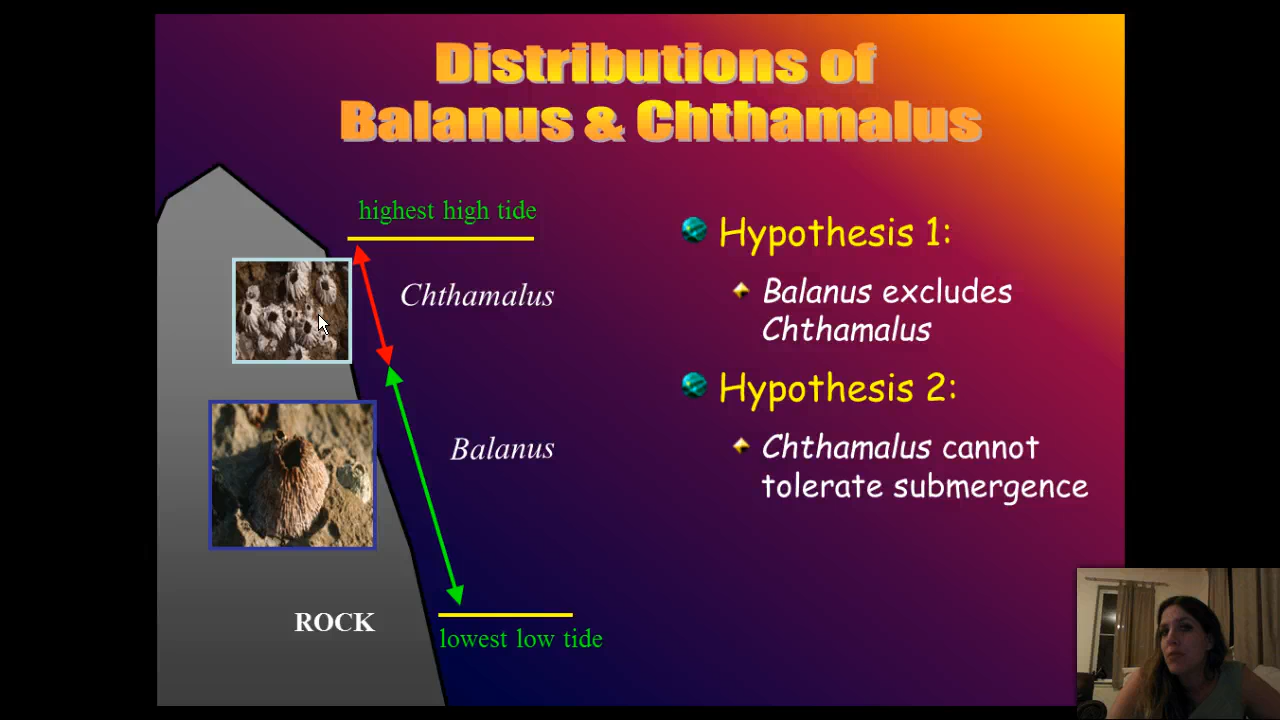 Distributions of
Balanus & Chthamalus
highest high tide
Chthamalus
Balanus
ROCK
lowest low tide
Hypothesis 1:
Balanus excludes
Chthamalus
Hypothesis 2:
Chthamalus cannot
tolerate submergence